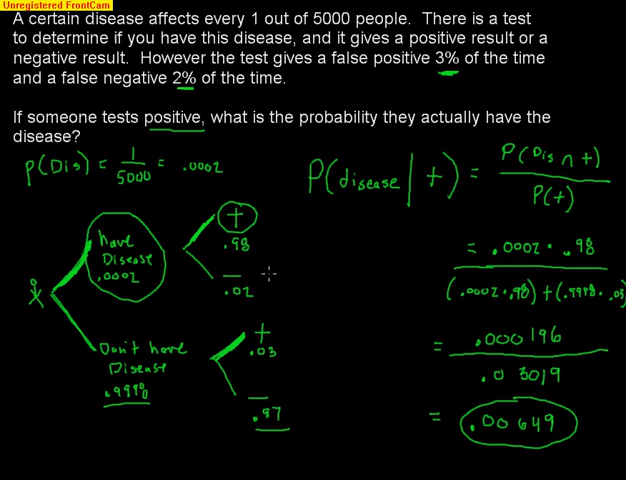 Unregistered FrontCam
A certain disease affects every 1 out of 5000 people. There is a test
to determine if you have this disease, and it gives a positive result or a
negative result. However the test gives a false positive 3% of the time
and a false negative 2% of the time.
If someone tests positive, what is the probability they actually have the
disease?
P(Dis) = 1/5000 = .0002
P(disease | +) = P(Dis ∩ +) / P(+)
= .0002 · .98
(.0002 · .98) + (.9998 · .03
= .000196
.03019
= .00649
have
Disease
.0002
+
.98
−
.02
Don't have
Disease
.9998
+
.03
−
.97